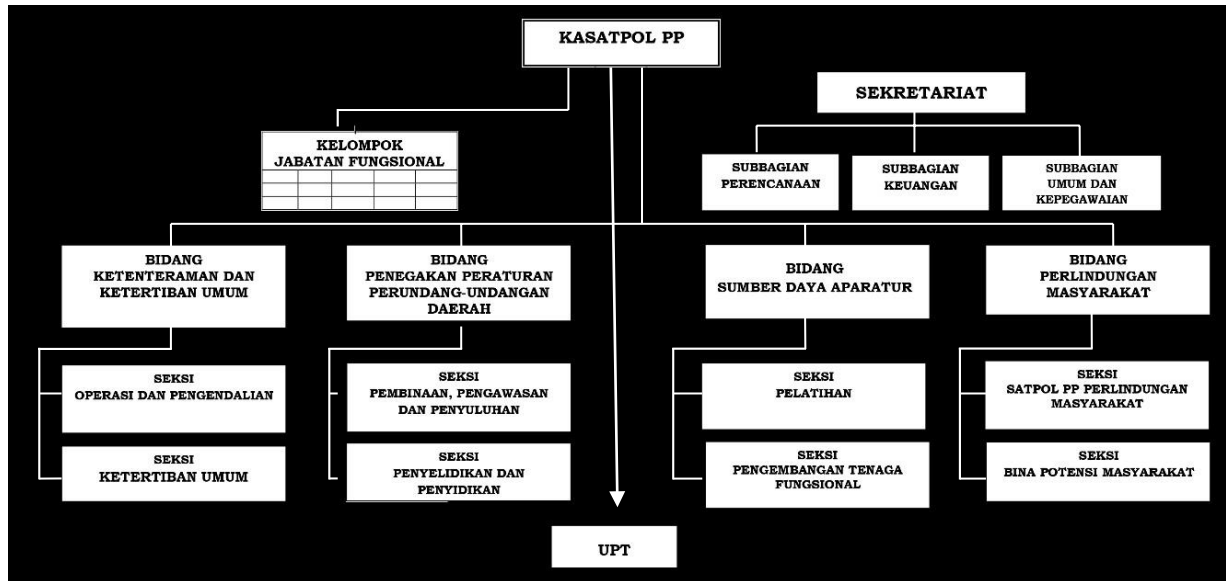 KASATPOL PP
SEKRETARIAT
KELOMPOK
JABATAN FUNGSIONAL
SUBBAGIAN
PERENCANAAN
SUBBAGIAN
KEUANGAN
SUBBAGIAN
UMUM DAN
KEPEGAWAIAN
BIDANG
KETENTERAMAN DAN
KETERTIBAN UMUM
BIDANG
PENEGAKAN PERATURAN
PERUNDANG-UNDANGAN
DAERAH
BIDANG
SUMBER DAYA APARATUR
BIDANG
PERLINDUNGAN
MASYARAKAT
SEKSI
OPERASI DAN PENGENDALIAN
SEKSI
PEMBINAAN, PENGAWASAN
DAN PENYULUHAN
SEKSI
PELATIHAN
SEKSI
SATPOL PP PERLINDUNGAN
MASYARAKAT
SEKSI
KETERTIBAN UMUM
SEKSI
PENYELIDIKAN DAN
PENYIDIKAN
SEKSI
PENGEMBANGAN TENAGA
FUNGSIONAL
SEKSI
BINA POTENSI MASYARAKAT
UPT